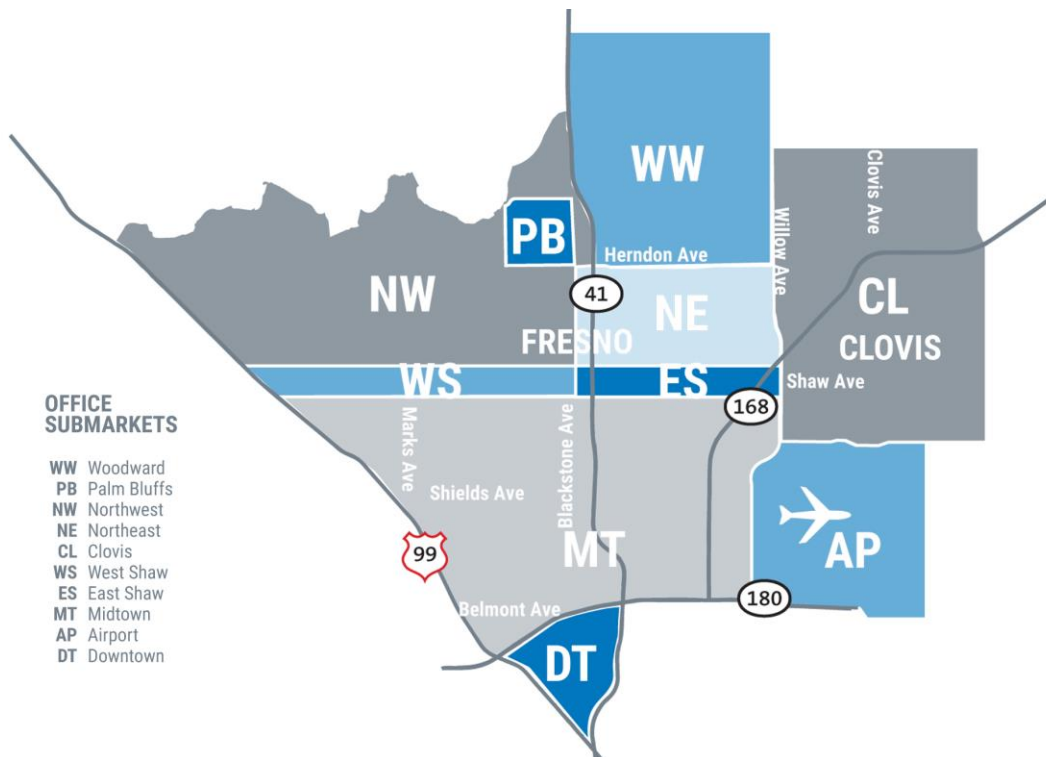 WW
Clovis Ave
PB
Willow Ave
Herndon Ave
NW
41
NE
CL
FRESNO
CLOVIS
WS
ES
Shaw Ave
168
OFFICE
SUBMARKETS
WW Woodward
PB Palm Bluffs
NW Northwest
NE Northeast
CL Clovis
WS West Shaw
ES East Shaw
MT Midtown
AP Airport
DT Downtown
Marks Ave
Blackstone Ave
Shields Ave
99
MT
AP
180
Belmont Ave
DT